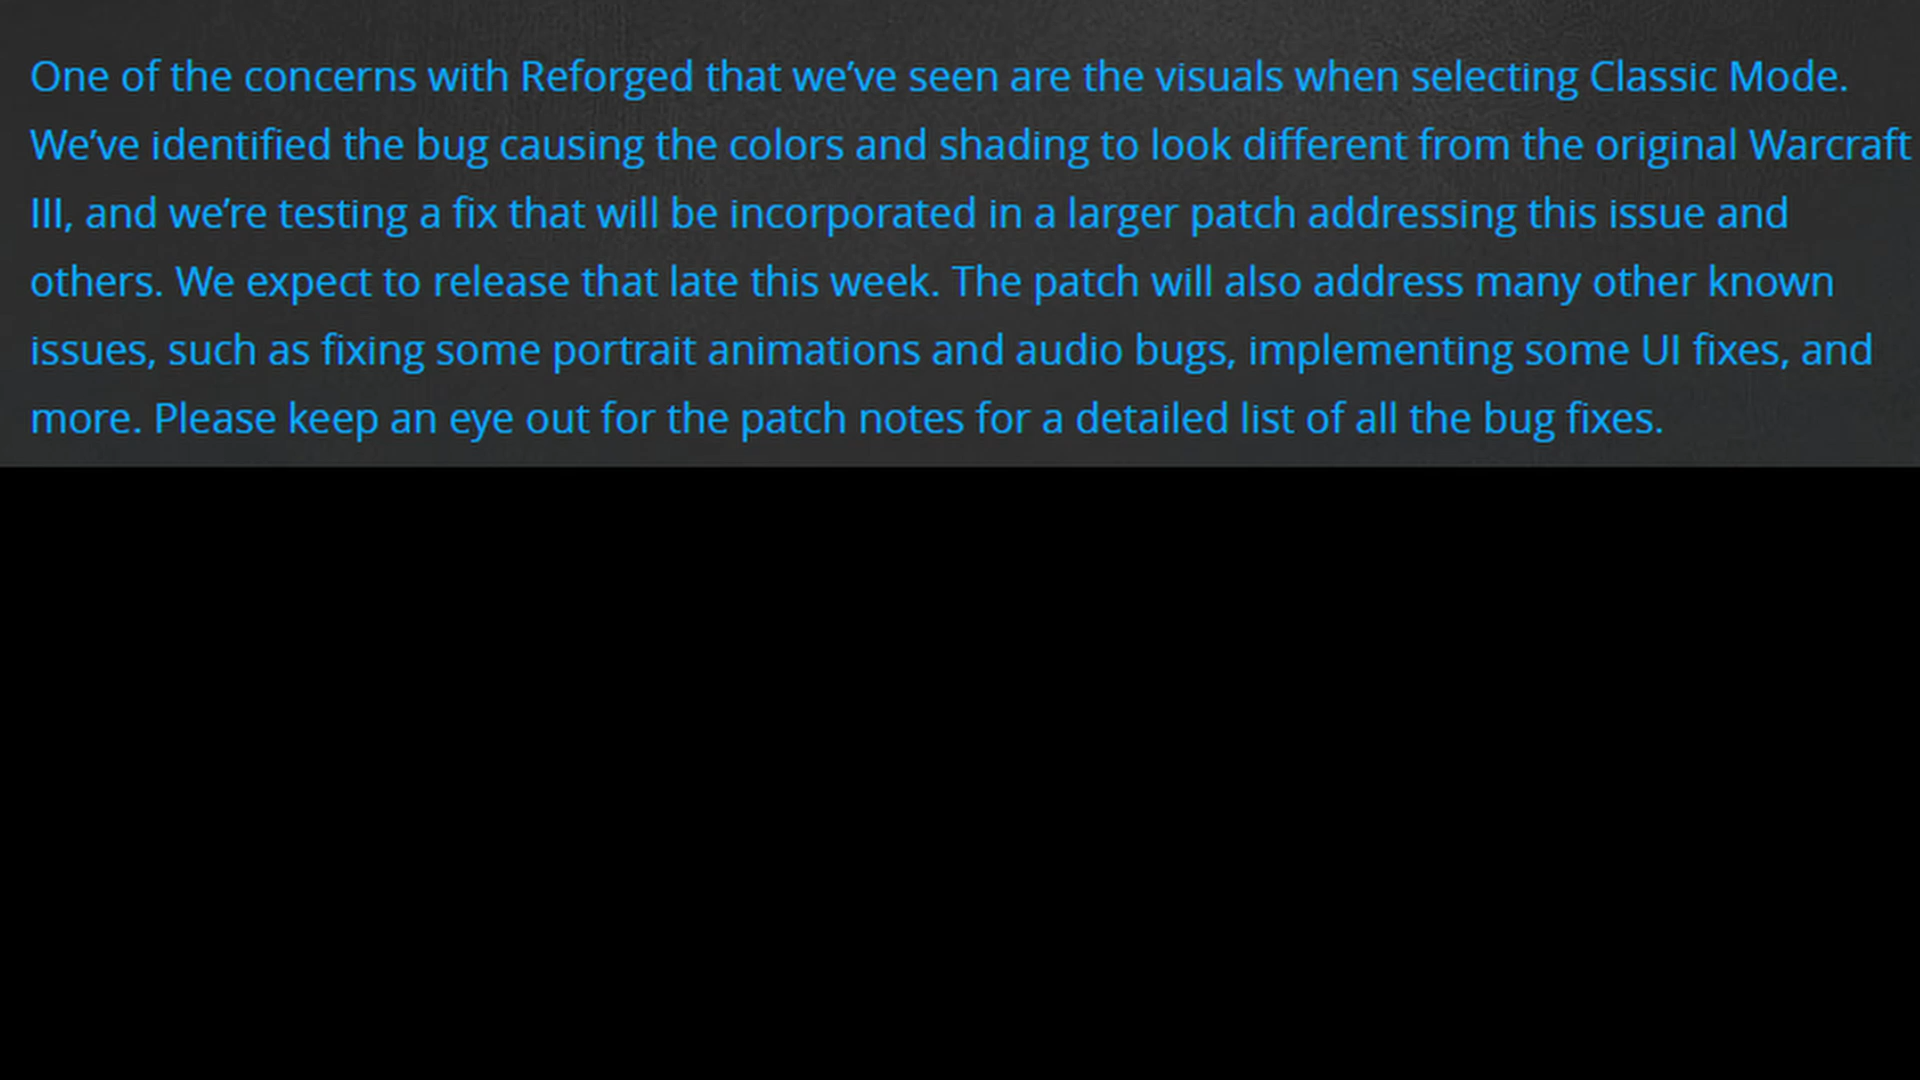 One of the concerns with Reforged that we’ve seen are the visuals when selecting Classic Mode.
We’ve identified the bug causing the colors and shading to look different from the original Warcraft
III, and we’re testing a fix that will be incorporated in a larger patch addressing this issue and
others. We expect to release that late this week. The patch will also address many other known
issues, such as fixing some portrait animations and audio bugs, implementing some UI fixes, and
more. Please keep an eye out for the patch notes for a detailed list of all the bug fixes.